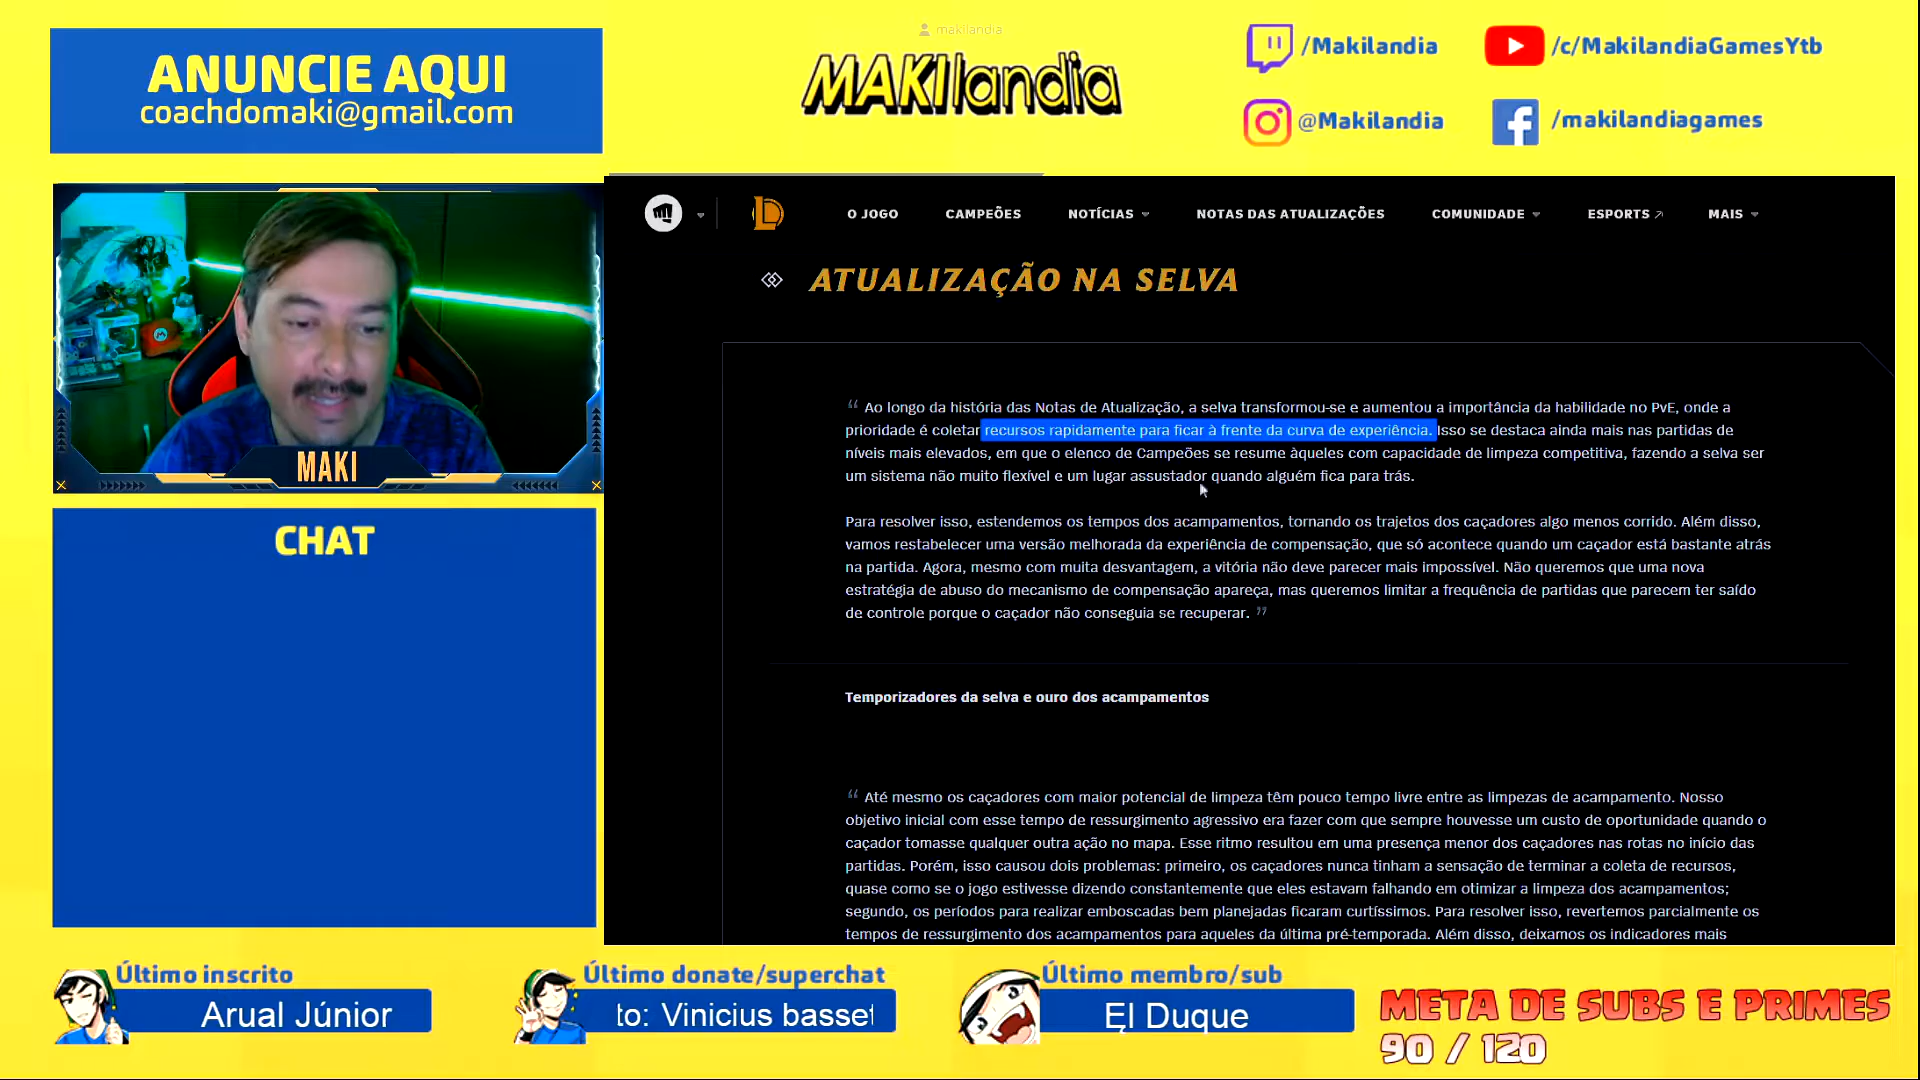 ANUNCIE AQUI
coachdomaki@gmail.com
makilandia
MAKIlandia
/Makilandia
/c/MakilandiaGamesYtb
@Makilandia
/makilandiagames
MAKI
CHAT
O JOGO
CAMPEÕES
NOTÍCIAS
NOTAS DAS ATUALIZAÇÕES
COMUNIDADE
ESPORTS
MAIS
ATUALIZAÇÃO NA SELVA
“ Ao longo da história das Notas de Atualização, a selva transformou-se e aumentou a importância da habilidade no PvE, onde a
prioridade é coletar recursos rapidamente para ficar à frente da curva de experiência. Isso se destaca ainda mais nas partidas de
níveis mais elevados, em que o elenco de Campeões se resume àqueles com capacidade de limpeza competitiva, fazendo a selva ser
um sistema não muito flexível e um lugar assustador quando alguém fica para trás.
Para resolver isso, estendemos os tempos dos acampamentos, tornando os trajetos dos caçadores algo menos corrido. Além disso,
vamos restabelecer uma versão melhorada da experiência de compensação, que só acontece quando um caçador está bastante atrás
na partida. Agora, mesmo com muita desvantagem, a vitória não deve parecer mais impossível. Não queremos que uma nova
estratégia de abuso do mecanismo de compensação apareça, mas queremos limitar a frequência de partidas que parecem ter saído
de controle porque o caçador não conseguia se recuperar. ”
Temporizadores da selva e ouro dos acampamentos
“ Até mesmo os caçadores com maior potencial de limpeza têm pouco tempo livre entre as limpezas de acampamento. Nosso
objetivo inicial com esse tempo de ressurgimento agressivo era fazer com que sempre houvesse um custo de oportunidade quando o
caçador tomasse qualquer outra ação no mapa. Esse ritmo resultou em uma presença menor dos caçadores nas rotas no início das
partidas. Porém, isso causou dois problemas: primeiro, os caçadores nunca tinham a sensação de terminar a coleta de recursos,
quase como se o jogo estivesse dizendo constantemente que eles estavam falhando em otimizar a limpeza dos acampamentos;
segundo, os períodos para realizar emboscadas bem planejadas ficaram curtíssimos. Para resolver isso, revertemos parcialmente os
tempos de ressurgimento dos acampamentos para aqueles da última pré-temporada. Além disso, deixamos os indicadores mais
Último inscrito
Arual Júnior
Último donate/superchat
to: Vinicius basset
Último membro/sub
El Duque
META DE SUBS E PRIMES
90 / 120